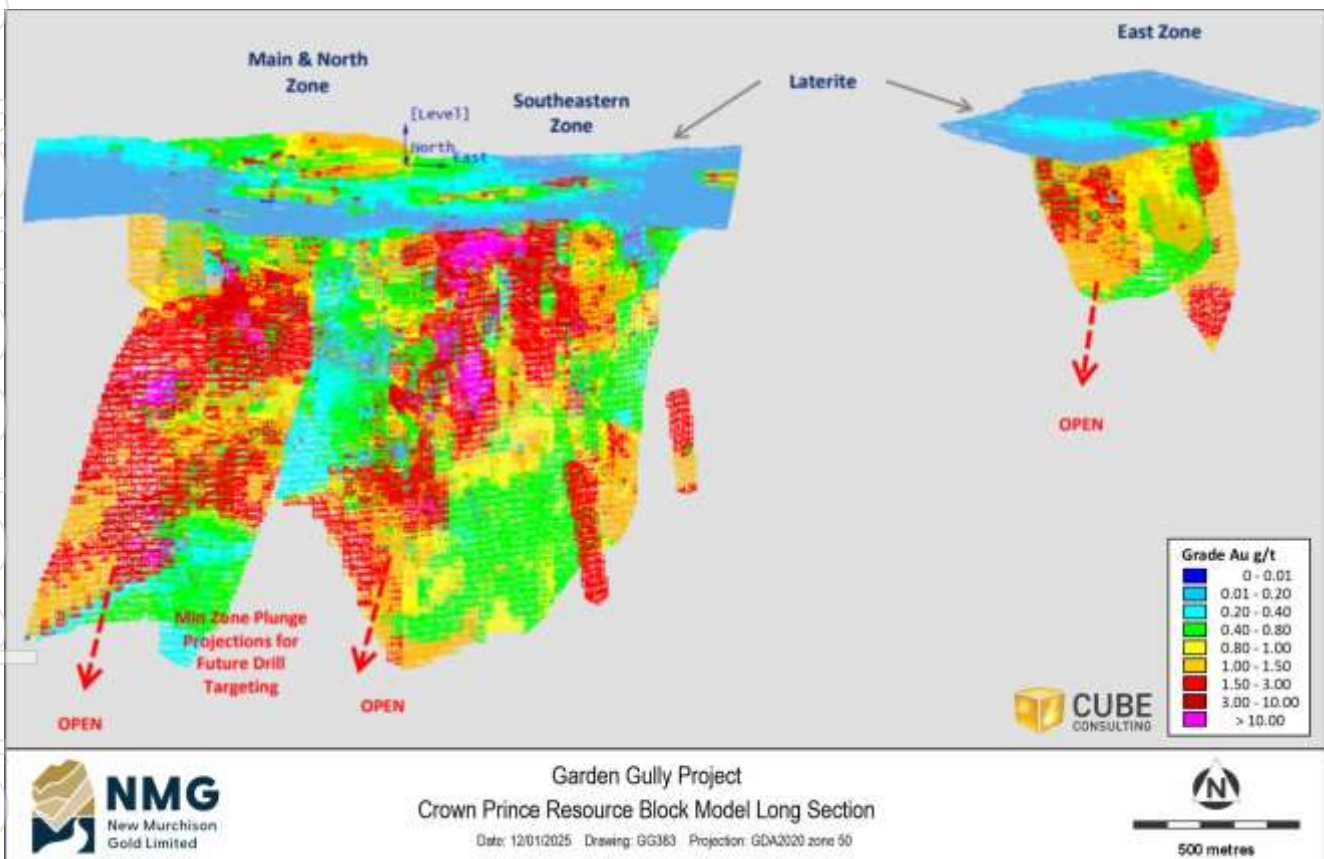 Main & North
Zone
[Level]
North
East
Southeastern
Zone
Laterite
East Zone
OPEN
Min Zone Plunge
Projections for
Future Drill
Targeting
OPEN
OPEN
Grade Au g/t
0 - 0.01
0.01 - 0.20
0.20 - 0.40
0.40 - 0.80
0.80 - 1.00
1.00 - 1.50
1.50 - 3.00
3.00 - 10.00
> 10.00
CUBE
CONSULTING
NMG
New Murchison
Gold Limited
Garden Gully Project
Crown Prince Resource Block Model Long Section
Date: 12/01/2025 Drawing: GG383 Projection: GDA2020 zone 50
N
500 metres